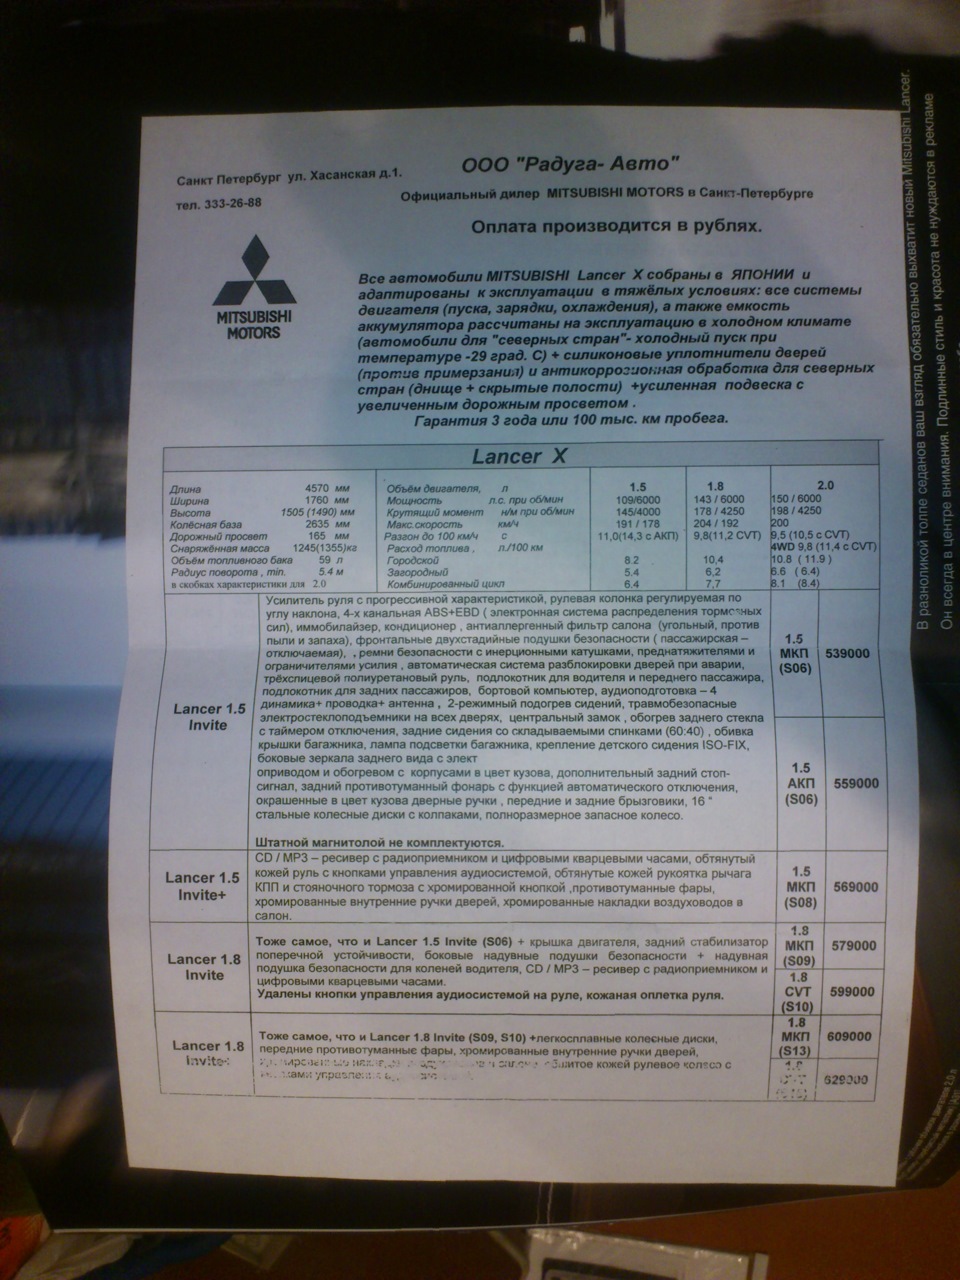 Санкт Петербург ул. Хасанская д.1.
тел. 333-26-88
ООО "Радуга- Авто"
Официальный дилер MITSUBISHI MOTORS в Санкт-Петербурге
Оплата производится в рублях.
MITSUBISHI
MOTORS
Все автомобили MITSUBISHI Lancer X собраны в ЯПОНИИ и
адаптированы к эксплуатации в тяжёлых условиях: все системы
двигателя (пуска, зарядки, охлаждения), а также емкость
аккумулятора рассчитаны на эксплуатацию в холодном климате
(автомобили для "северных стран"- холодный пуск при
температуре -29 град. С) + силиконовые уплотнители дверей
(против примерзания) и антикоррозионная обработка для северных
стран (днище + скрытые полости) +усиленная подвеска с
увеличенным дорожным просветом .
Гарантия 3 года или 100 тыс. км пробега.
Lancer X
Длина 4570 мм Объём двигателя, л 1.5 1.8 2.0
Ширина 1760 мм Мощность л.с. при об/мин 109/6000 143 / 6000 150 / 6000
Высота 1505 (1490) мм Крутящий момент н/м при об/мин 145/4000 178 / 4250 198 / 4250
Колёсная база 2635 мм Макс.скорость км/ч 191 / 178 204 / 192 200
Дорожный просвет 165 мм Разгон до 100 км/ч с 11,0(14,3 с АКП) 9,8(11,2 CVT) 9,5 (10,5 с CVT)
4WD 9,8 (11,4 с CVT)
Снаряжённая масса 1245(1355)кг Расход топлива , л./100 км
Объём топливного бака 59 л Городской 8.2 10,4 10.8 ( 11.9 )
Радиус поворота , min. 5.4 м Загородный 5.4 6,2 6.6 ( 6.4)
в скобках характеристики для 2.0 Комбинированный цикл 6.4 7,7 8.1 (8.4)
Lancer 1.5
Invite
Усилитель руля с прогрессивной характеристикой, рулевая колонка регулируемая по
углу наклона, 4-х канальная ABS+EBD ( электронная система распределения тормозных
сил), иммобилайзер, кондиционер , антиаллергенный фильтр салона (угольный, против
пыли и запаха), фронтальные двухстадийные подушки безопасности ( пассажирская –
отключаемая), , ремни безопасности с инерционными катушками, преднатяжителями и
ограничителями усилия , автоматическая система разблокировки дверей при аварии,
трёхспицевой полиуретановый руль, подлокотник для водителя и переднего пассажира,
подлокотник для задних пассажиров, бортовой компьютер, аудиоподготовка – 4
динамика+ проводка+ антенна , 2-режимный подогрев сидений, травмобезопасные
электростеклоподъемники на всех дверях, центральный замок , обогрев заднего стекла
с таймером отключения, задние сидения со складываемыми спинками (60:40) , обивка
крышки багажника, лампа подсветки багажника, крепление детского сидения ISO-FIX,
боковые зеркала заднего вида с элект
оприводом и обогревом с корпусами в цвет кузова, дополнительный задний стоп-
сигнал, задний противотуманный фонарь с функцией автоматического отключения,
окрашенные в цвет кузова дверные ручки , передние и задние брызговики, 16 "
стальные колесные диски с колпаками, полноразмерное запасное колесо.
Штатной магнитолой не комплектуются.
1.5
МКП
(S06)
539000
1.5
АКП
(S06)
559000
Lancer 1.5
Invite+
CD / MP3 – ресивер с радиоприемником и цифровыми кварцевыми часами, обтянутый
кожей руль с кнопками управления аудиосистемой, обтянутые кожей рукоятка рычага
КПП и стояночного тормоза с хромированной кнопкой ,противотуманные фары,
хромированные внутренние ручки дверей, хромированные накладки воздуховодов в
салон.
1.5
МКП
(S08)
569000
Lancer 1.8
Invite
Тоже самое, что и Lancer 1.5 Invite (S06) + крышка двигателя, задний стабилизатор
поперечной устойчивости, боковые надувные подушки безопасности + надувная
подушка безопасности для коленей водителя, CD / MP3 – ресивер с радиоприемником и
цифровыми кварцевыми часами.
Удалены кнопки управления аудиосистемой на руле, кожаная оплетка руля.
1.8
МКП
(S09)
579000
1.8
CVT
(S10)
599000
Lancer 1.8
Invite+
Тоже самое, что и Lancer 1.8 Invite (S09, S10) +легкосплавные колесные диски,
передние противотуманные фары, хромированные внутренние ручки дверей,
кожей рулевое колесо с
1.8
МКП
(S13)
609000
1.8
629000
В разноликой толпе седанов ваш взгляд обязательно выхватит новый Mitsubishi Lancer.
Он всегда в центре внимания. Подлинные стиль и красота не нуждаются в рекламе